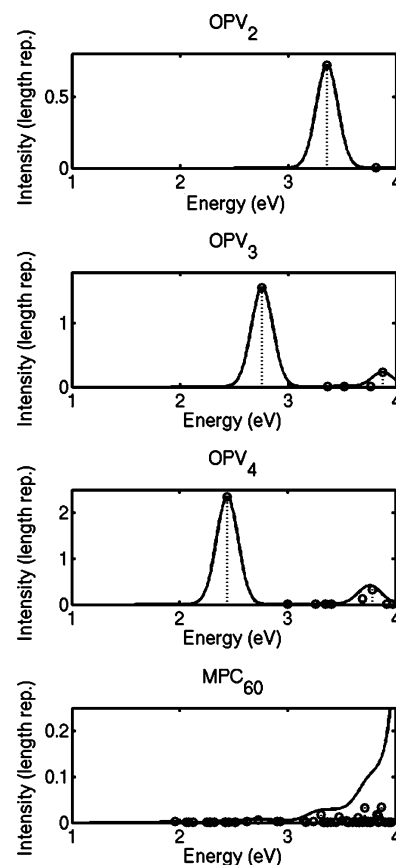 OPV2
Intensity (length rep.)
0.5
0
1 2 3 4
Energy (eV)
OPV3
Intensity (length rep.)
1
0
1 2 3 4
Energy (eV)
OPV4
Intensity (length rep.)
2
1
0
1 2 3 4
Energy (eV)
MPC60
Intensity (length rep.)
0.2
0.1
0
1 2 3 4
Energy (eV)